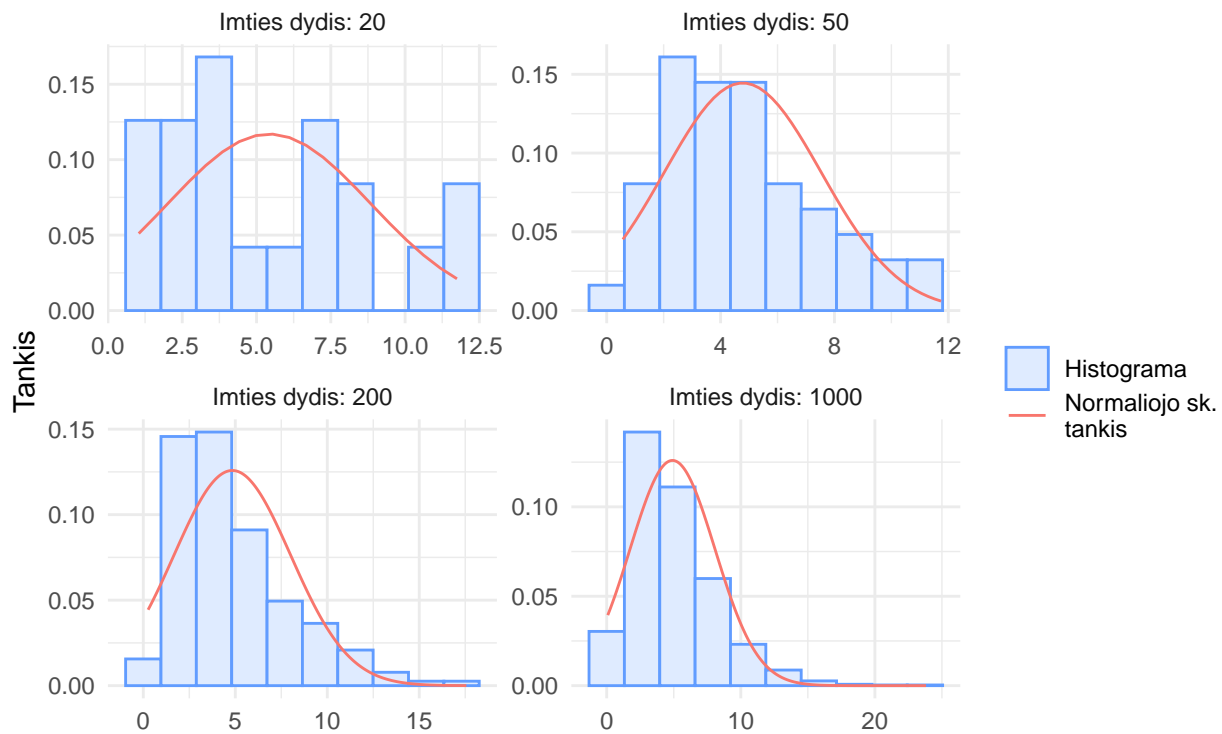 Imties dydis: 20
Imties dydis: 50
0.15
0.10
0.05
0.00
0.0 2.5 5.0 7.5 10.0 12.5
0.15
0.10
0.05
0.00
0 4 8 12
Tankis
Imties dydis: 200
Imties dydis: 1000
0.15
0.10
0.05
0.00
0 5 10 15
0.10
0.05
0.00
0 10 20
Histograma
Normaliojo sk.
tankis